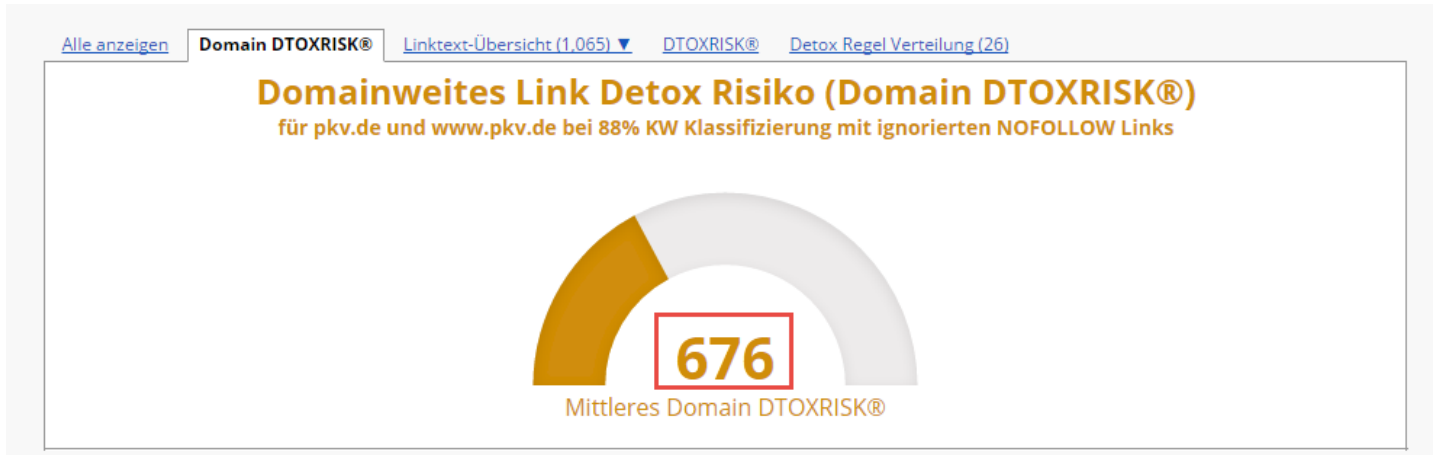 Alle anzeigen Domain DTOXRISK® Linktext-Übersicht (1,065) ▼ DTOXRISK® Detox Regel Verteilung (26)
Domainweites Link Detox Risiko (Domain DTOXRISK®)
für pkv.de und www.pkv.de bei 88% KW Klassifizierung mit ignorierten NOFOLLOW Links
676
Mittleres Domain DTOXRISK®